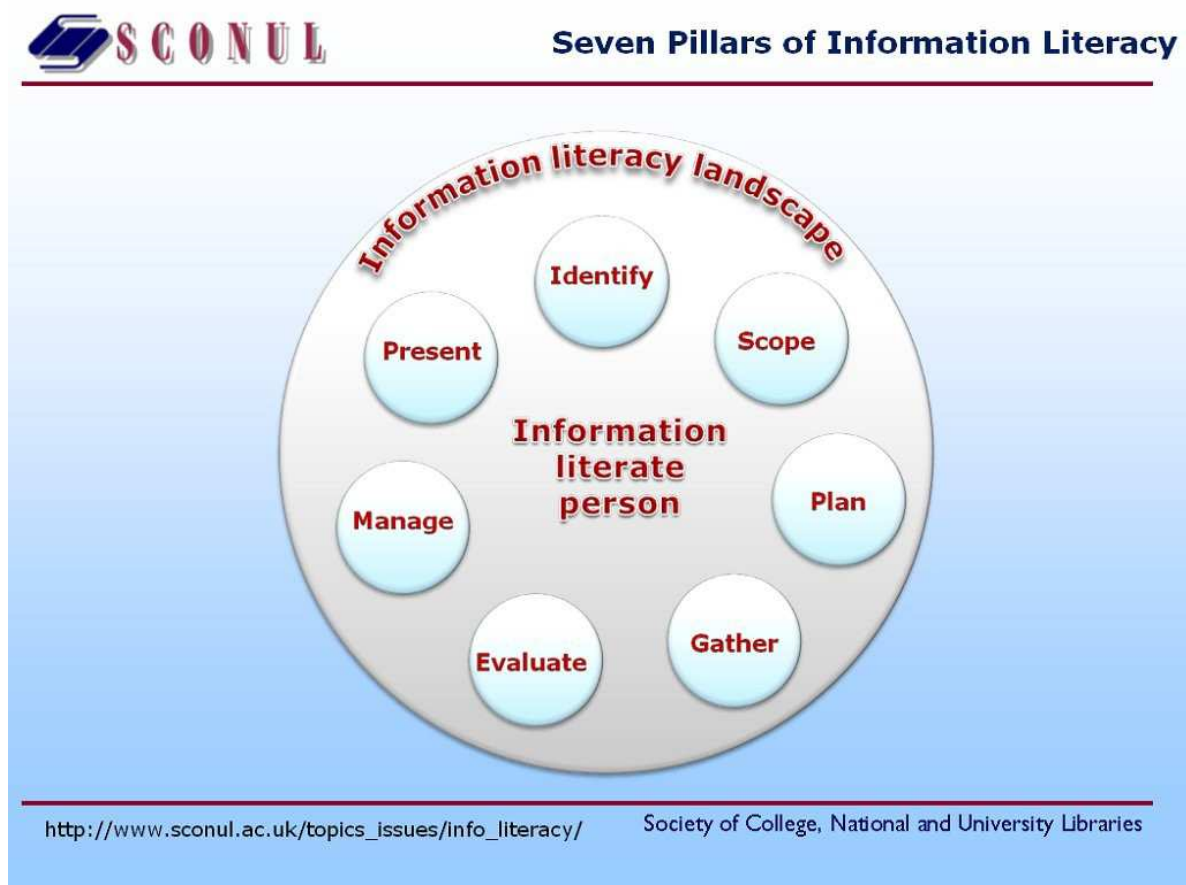 SCONUL
Seven Pillars of Information Literacy
Information literacy landscape
Identify
Scope
Present
Information
literate
person
Plan
Manage
Gather
Evaluate
http://www.sconul.ac.uk/topics_issues/info_literacy/
Society of College, National and University Libraries